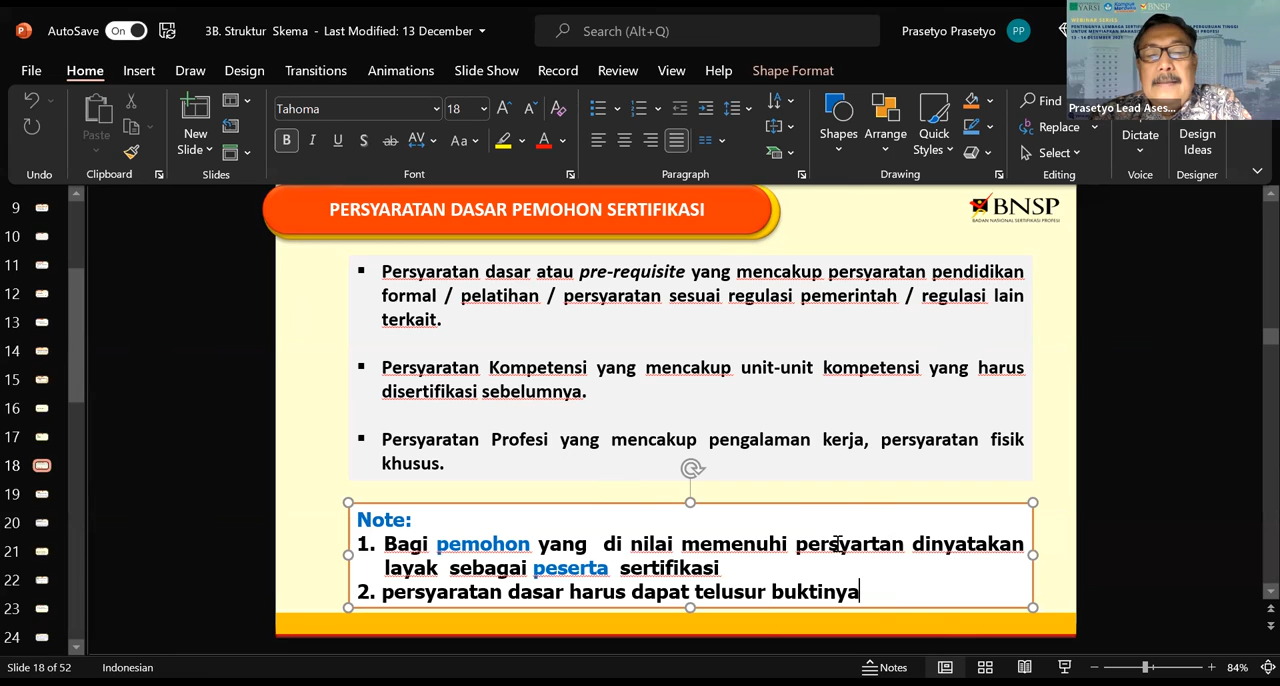 AutoSave On 3B. Struktur Skema - Last Modified: 13 December Search (Alt+Q) Prasetyo Prasetyo PP
File Home Insert Draw Design Transitions Animations Slide Show Record Review View Help Shape Format
Prasetyo Lead Ases...
Paste New Slide Tahoma 18 Shapes Arrange Quick Styles Find Replace Select Dictate Design Ideas
Undo Clipboard Slides Font Paragraph Drawing Editing Voice Designer
9
10
11
12
13
14
15
16
17
18
19
20
21
22
23
24
PERSYARATAN DASAR PEMOHON SERTIFIKASI
BNSP
BADAN NASIONAL SERTIFIKASI PROFESI
▪ Persyaratan dasar atau pre-requisite yang mencakup persyaratan pendidikan
formal / pelatihan / persyaratan sesuai regulasi pemerintah / regulasi lain
terkait.
▪ Persyaratan Kompetensi yang mencakup unit-unit kompetensi yang harus
disertifikasi sebelumnya.
▪ Persyaratan Profesi yang mencakup pengalaman kerja, persyaratan fisik
khusus.
Note:
1. Bagi pemohon yang di nilai memenuhi persyartan dinyatakan
layak sebagai peserta sertifikasi
2. persyaratan dasar harus dapat telusur buktinya
Slide 18 of 52 Indonesian Notes 84%